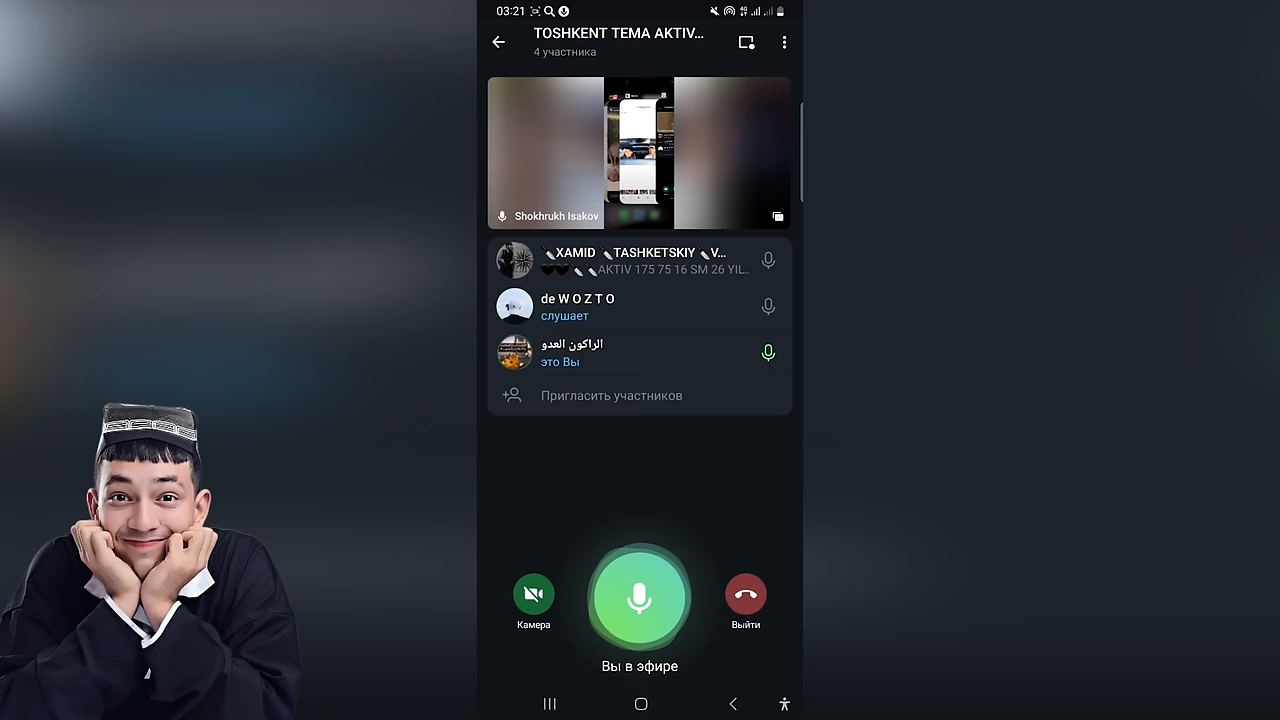 03:21
4G
TOSHKENT TEMA AKTIV…
4 участника
Shokhrukh Isakov
XAMID TASHKETSKIY V…
AKTIV 175 75 16 SM 26 YIL…
de W O Z T O
слушает
الراكون العدو
это Вы
Пригласить участников
Камера
Выйти
Вы в эфире